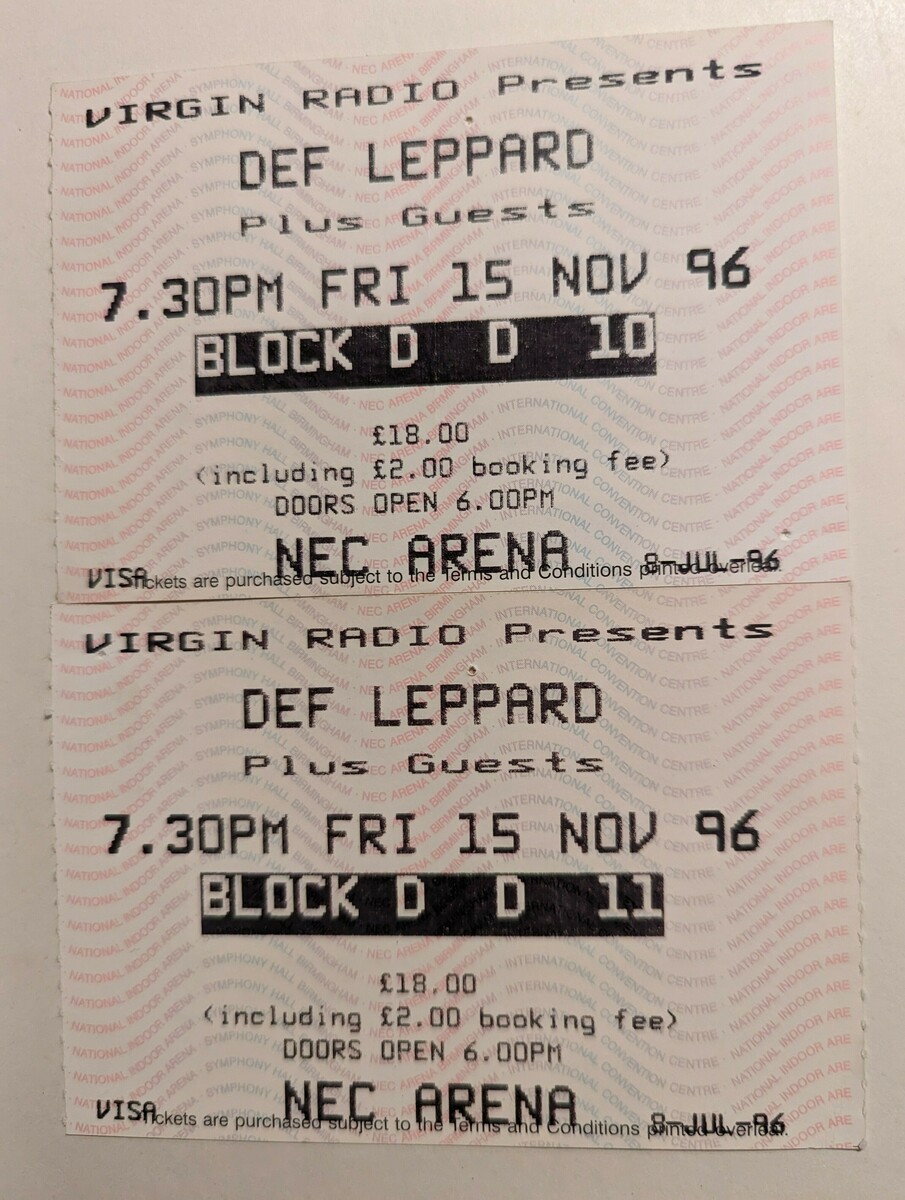 VIRGIN RADIO Presents
DEF LEPPARD
Plus Guests
7.30PM FRI 15 NOV 96
BLOCK D D 10
£18.00
(including £2.00 booking fee)
DOORS OPEN 6.00PM
NEC ARENA
VISA 8-JUL-96
Tickets are purchased subject to the Terms and Conditions printed overleaf.
VIRGIN RADIO Presents
DEF LEPPARD
Plus Guests
7.30PM FRI 15 NOV 96
BLOCK D D 11
£18.00
(including £2.00 booking fee)
DOORS OPEN 6.00PM
NEC ARENA
VISA 8-JUL-96
Tickets are purchased subject to the Terms and Conditions printed overleaf.